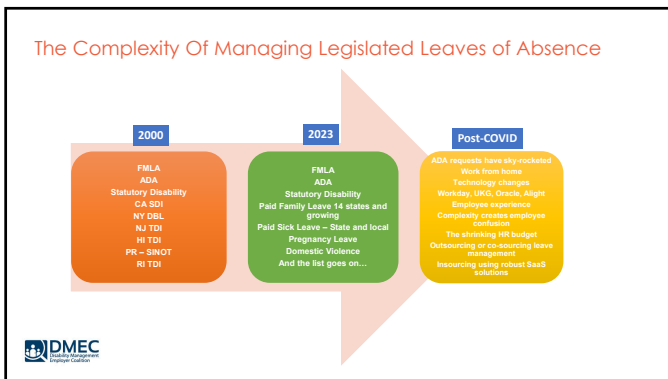 The Complexity Of Managing Legislated Leaves of Absence
2000
FMLA
ADA
Statutory Disability
CA SDI
NY DBL
NJ TDI
HI TDI
PR – SINOT
RI TDI
2023
FMLA
ADA
Statutory Disability
Paid Family Leave 14 states and
growing
Paid Sick Leave – State and local
Pregnancy Leave
Domestic Violence
And the list goes on…
Post-COVID
ADA requests have sky-rocketed
Work from home
Technology changes
Workday, UKG, Oracle, Alight
Employee experience
Complexity creates employee
confusion
The shrinking HR budget
Outsourcing or co-sourcing leave
management
Insourcing using robust SaaS
solutions
DMEC
Disability Management
Employer Coalition